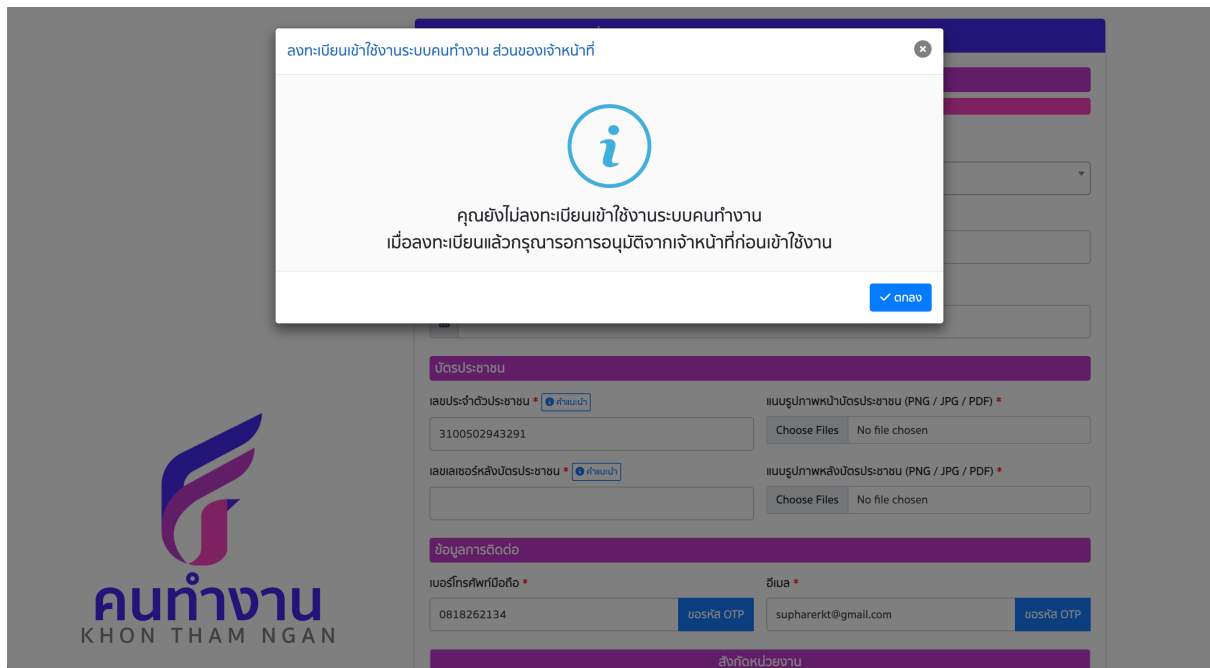 ลงทะเบียนเข้าใช้งานระบบคนทำงาน ส่วนของเจ้าหน้าที่
i
คุณยังไม่ลงทะเบียนเข้าใช้งานระบบคนทำงาน
เมื่อลงทะเบียนแล้วกรุณารอการอนุมัติจากเจ้าหน้าที่ก่อนเข้าใช้งาน
ตกลง
บัตรประชาชน
เลขประจำตัวประชาชน * คำแนะนำ
แนบรูปภาพหน้าบัตรประชาชน (PNG / JPG / PDF) *
3100502943291
Choose Files No file chosen
เลขเลเซอร์หลังบัตรประชาชน * คำแนะนำ
แนบรูปภาพหลังบัตรประชาชน (PNG / JPG / PDF) *
Choose Files No file chosen
ข้อมูลการติดต่อ
เบอร์โทรศัพท์มือถือ *
อีเมล *
0818262134 ขอรหัส OTP
supharerkt@gmail.com ขอรหัส OTP
สังกัดหน่วยงาน
คนทำงาน
KHON THAM NGAN